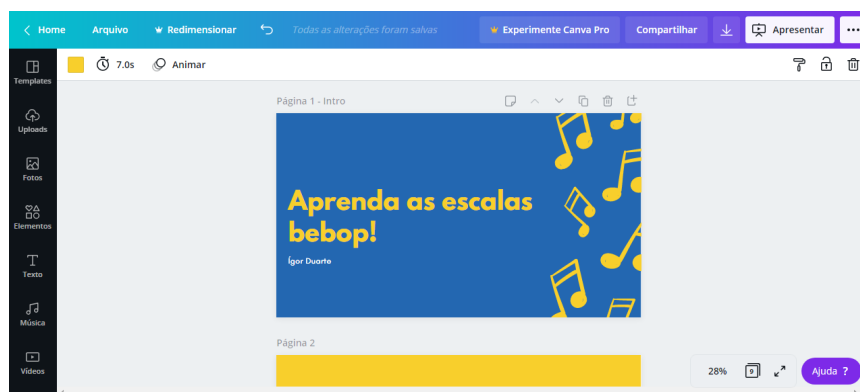 Home Arquivo Redimensionar Todas as alterações foram salvas Experimente Canva Pro Compartilhar Apresentar
7.0s Animar
Templates
Uploads
Fotos
Elementos
Texto
Música
Vídeos
Página 1 - Intro
Aprenda as escalas
bebop!
Ígor Duarte
Página 2
28% 9 Ajuda ?